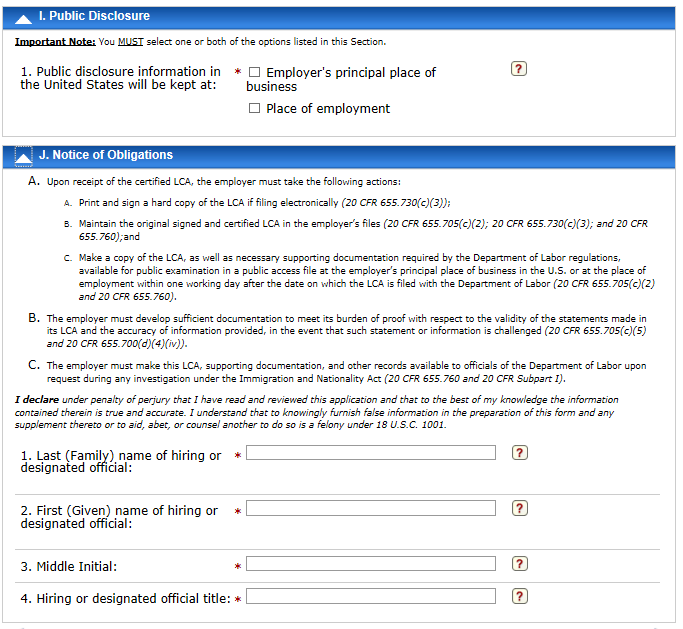 I. Public Disclosure
Important Note: You MUST select one or both of the options listed in this Section.
1. Public disclosure information in the United States will be kept at:
* Employer's principal place of business
Place of employment
?
J. Notice of Obligations
A. Upon receipt of the certified LCA, the employer must take the following actions:
A. Print and sign a hard copy of the LCA if filing electronically (20 CFR 655.730(c)(3));
B. Maintain the original signed and certified LCA in the employer's files (20 CFR 655.705(c)(2); 20 CFR 655.730(c)(3); and 20 CFR
655.760);and
C. Make a copy of the LCA, as well as necessary supporting documentation required by the Department of Labor regulations,
available for public examination in a public access file at the employer's principal place of business in the U.S. or at the place of
employment within one working day after the date on which the LCA is filed with the Department of Labor (20 CFR 655.705(c)(2)
and 20 CFR 655.760).
B. The employer must develop sufficient documentation to meet its burden of proof with respect to the validity of the statements made in
its LCA and the accuracy of information provided, in the event that such statement or information is challenged (20 CFR 655.705(c)(5)
and 20 CFR 655.700(d)(4)(iv)).
C. The employer must make this LCA, supporting documentation, and other records available to officials of the Department of Labor upon
request during any investigation under the Immigration and Nationality Act (20 CFR 655.760 and 20 CFR Subpart I).
I declare under penalty of perjury that I have read and reviewed this application and that to the best of my knowledge the information
contained therein is true and accurate. I understand that to knowingly furnish false information in the preparation of this form and any
supplement thereto or to aid, abet, or counsel another to do so is a felony under 18 U.S.C. 1001.
1. Last (Family) name of hiring or * ?
designated official:
2. First (Given) name of hiring or * ?
designated official:
3. Middle Initial: * ?
4. Hiring or designated official title: * ?